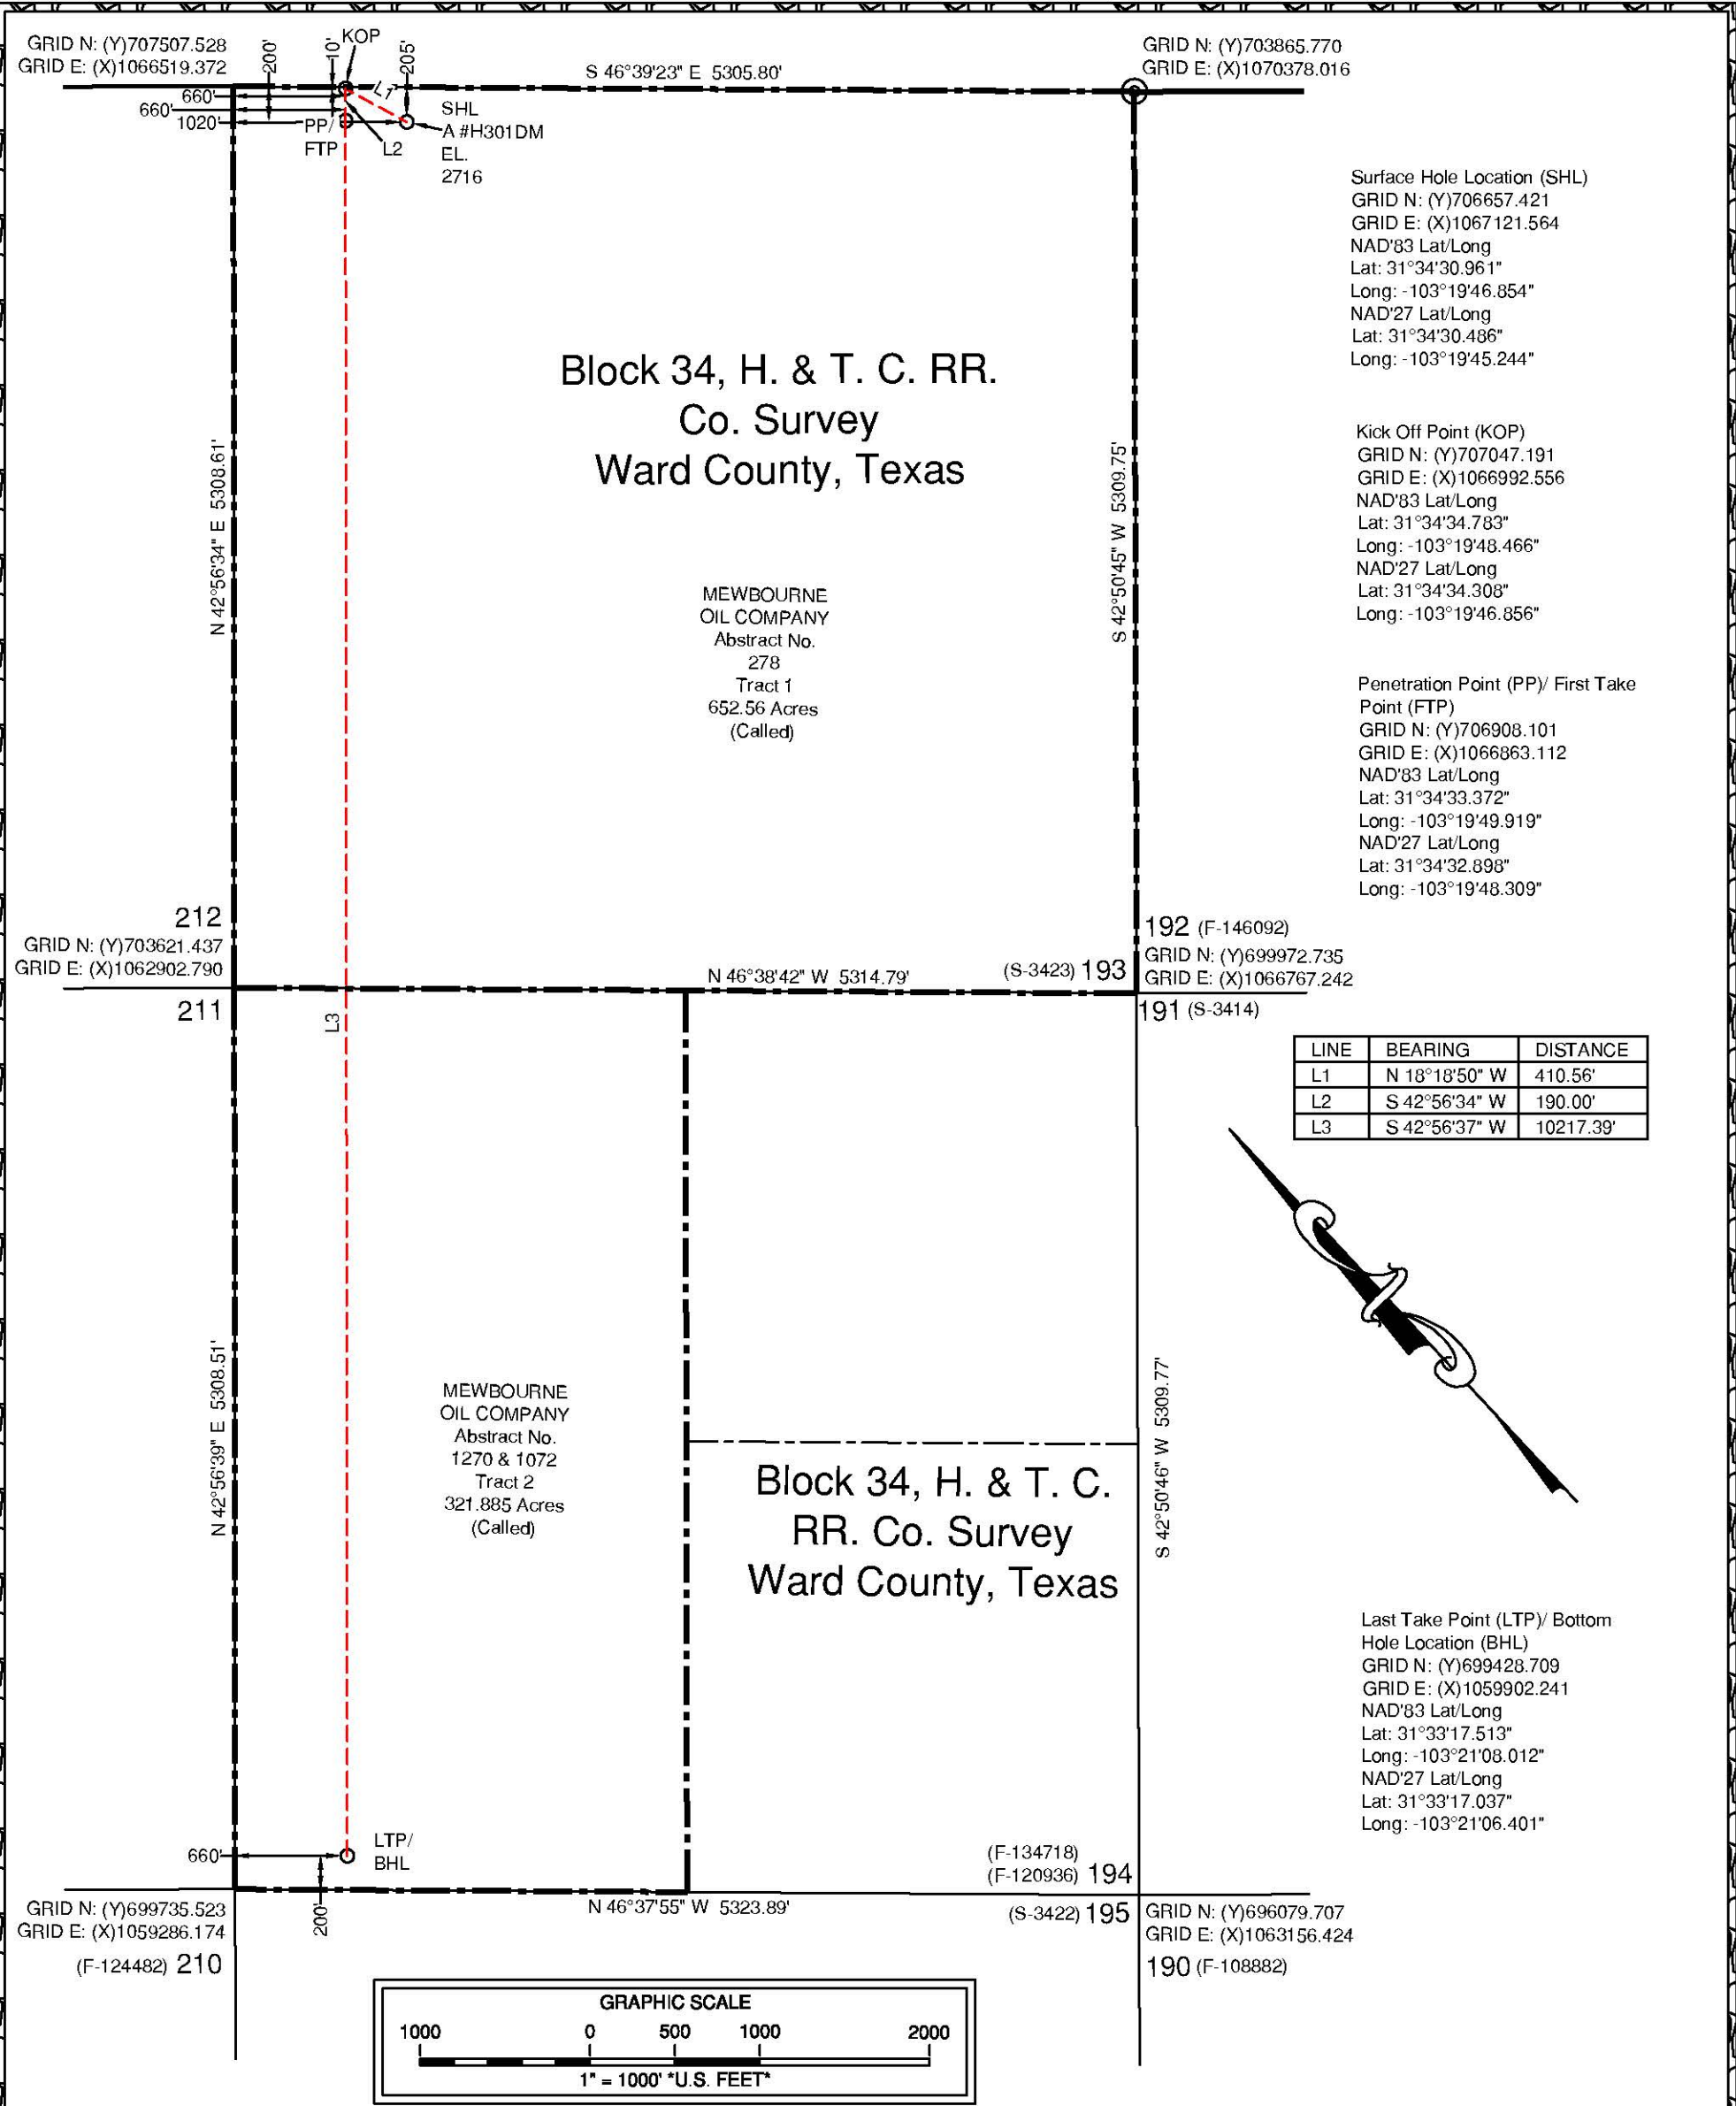 GRID N: (Y)707507.528
GRID E: (X)1066519.372
200'
10'
KOP
205'
S 46°39'23" E 5305.80'
GRID N: (Y)703865.770
GRID E: (X)1070378.016
660'
660'
1020'
L1
PP/
FTP
L2
SHL
A #H301DM
EL.
2716
Surface Hole Location (SHL)
GRID N: (Y)706657.421
GRID E: (X)1067121.564
NAD'83 Lat/Long
Lat: 31°34'30.961"
Long: -103°19'46.854"
NAD'27 Lat/Long
Lat: 31°34'30.486"
Long: -103°19'45.244"
Block 34, H. & T. C. RR.
Co. Survey
Ward County, Texas
N 42°56'34" E 5308.61'
S 42°50'45" W 5309.75'
Kick Off Point (KOP)
GRID N: (Y)707047.191
GRID E: (X)1066992.556
NAD'83 Lat/Long
Lat: 31°34'34.783"
Long: -103°19'48.466"
NAD'27 Lat/Long
Lat: 31°34'34.308"
Long: -103°19'46.856"
MEWBOURNE
OIL COMPANY
Abstract No.
278
Tract 1
652.56 Acres
(Called)
Penetration Point (PP)/ First Take
Point (FTP)
GRID N: (Y)706908.101
GRID E: (X)1066863.112
NAD'83 Lat/Long
Lat: 31°34'33.372"
Long: -103°19'49.919"
NAD'27 Lat/Long
Lat: 31°34'32.898"
Long: -103°19'48.309"
212
GRID N: (Y)703621.437
GRID E: (X)1062902.790
211
L3
N 46°38'42" W 5314.79'
(S-3423) 193
192 (F-146092)
GRID N: (Y)699972.735
GRID E: (X)1066767.242
191 (S-3414)
LINE BEARING DISTANCE
L1 N 18°18'50" W 410.56'
L2 S 42°56'34" W 190.00'
L3 S 42°56'37" W 10217.39'
N 42°56'39" E 5308.51'
MEWBOURNE
OIL COMPANY
Abstract No.
1270 & 1072
Tract 2
321.885 Acres
(Called)
Block 34, H. & T. C.
RR. Co. Survey
Ward County, Texas
S 42°50'46" W 5309.77'
Last Take Point (LTP)/ Bottom
Hole Location (BHL)
GRID N: (Y)699428.709
GRID E: (X)1059902.241
NAD'83 Lat/Long
Lat: 31°33'17.513"
Long: -103°21'08.012"
NAD'27 Lat/Long
Lat: 31°33'17.037"
Long: -103°21'06.401"
660'
LTP/
BHL
200'
GRID N: (Y)699735.523
GRID E: (X)1059286.174
(F-124482) 210
N 46°37'55" W 5323.89'
(F-134718)
(F-120936) 194
(S-3422) 195
GRID N: (Y)696079.707
GRID E: (X)1063156.424
190 (F-108882)
GRAPHIC SCALE
1000 0 500 1000 2000
1" = 1000' *U.S. FEET*